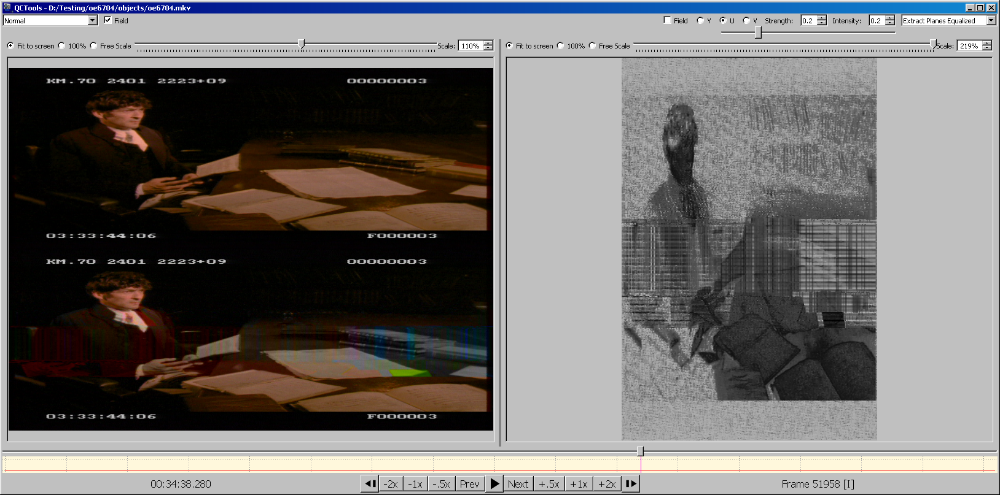 QCTools - D:/Testing/oe6704/objects/oe6704.mkv
Normal Field
Field Y U V Strength: 0.2 Intensity: 0.2 Extract Planes Equalized
Fit to screen 100% Free Scale Scale: 110%
Fit to screen 100% Free Scale Scale: 219%
KM.70 2401 2223+09 00000003
03:33:44:06 F000003
KM.70 2401 2223+09 00000003
03:33:44:06 F000003
00:34:38.280 -2x -1x -.5x Prev Next +.5x +1x +2x Frame 51958 [I]